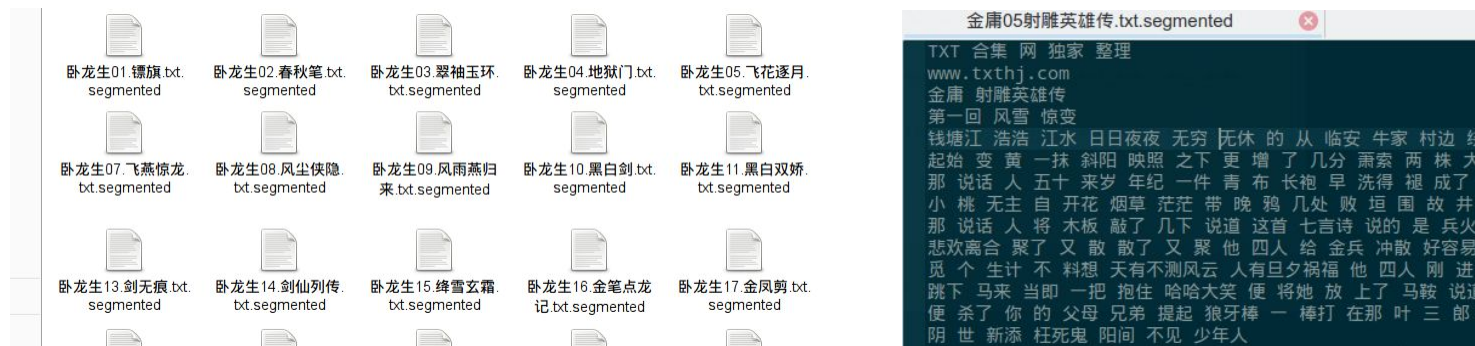 卧龙生01.镖旗.txt.
segmented
卧龙生02.春秋笔.txt.
segmented
卧龙生03.翠袖玉环.
txt.segmented
卧龙生04.地狱门.txt.
segmented
卧龙生05.飞花逐月.
txt.segmented
卧龙生07.飞燕惊龙.
txt.segmented
卧龙生08.风尘侠隐.
txt.segmented
卧龙生09.风雨燕归
来.txt.segmented
卧龙生10.黑白剑.txt.
segmented
卧龙生11.黑白双娇.
txt.segmented
卧龙生13.剑无痕.txt.
segmented
卧龙生14.剑仙列传.
txt.segmented
卧龙生15.绛雪玄霜.
txt.segmented
卧龙生16.金笔点龙
记.txt.segmented
卧龙生17.金凤剪.txt.
segmented
金庸05射雕英雄传.txt.segmented
TXT 合集 网 独家 整理
www.txthj.com
金庸 射雕英雄传
第一回 风雪 惊变
钱塘江 浩浩 江水 日日夜夜 无穷 无休 的 从 临安 牛家 村边
起始 变 黄 一抹 斜阳 映照 之下 更 增 了 几分 萧索 两 株
那 说话 人 五十 来岁 年纪 一件 青 布 长袍 早 洗得 褪 成了
小 桃 无主 自 开花 烟草 茫茫 带 晚 鸦 几处 败 垣 围 故 井
那 说话 人 将 木板 敲了 几下 说道 这首 七言诗 说的 是 兵火
悲欢离合 聚了 又 散 散了 又 聚 他 四人 给 金兵 冲散 好容易
觅 个 生计 不 料想 天有不测风云 人有旦夕祸福 他 四人 刚 进
跳下 马来 当即 一把 抱住 哈哈大笑 便 将她 放 上了 马鞍 说道
便 杀了 你 的 父母 兄弟 提起 狼牙棒 一 棒打 在那 叶 三 郎
阴 世 新添 枉死鬼 阳间 不见 少年人